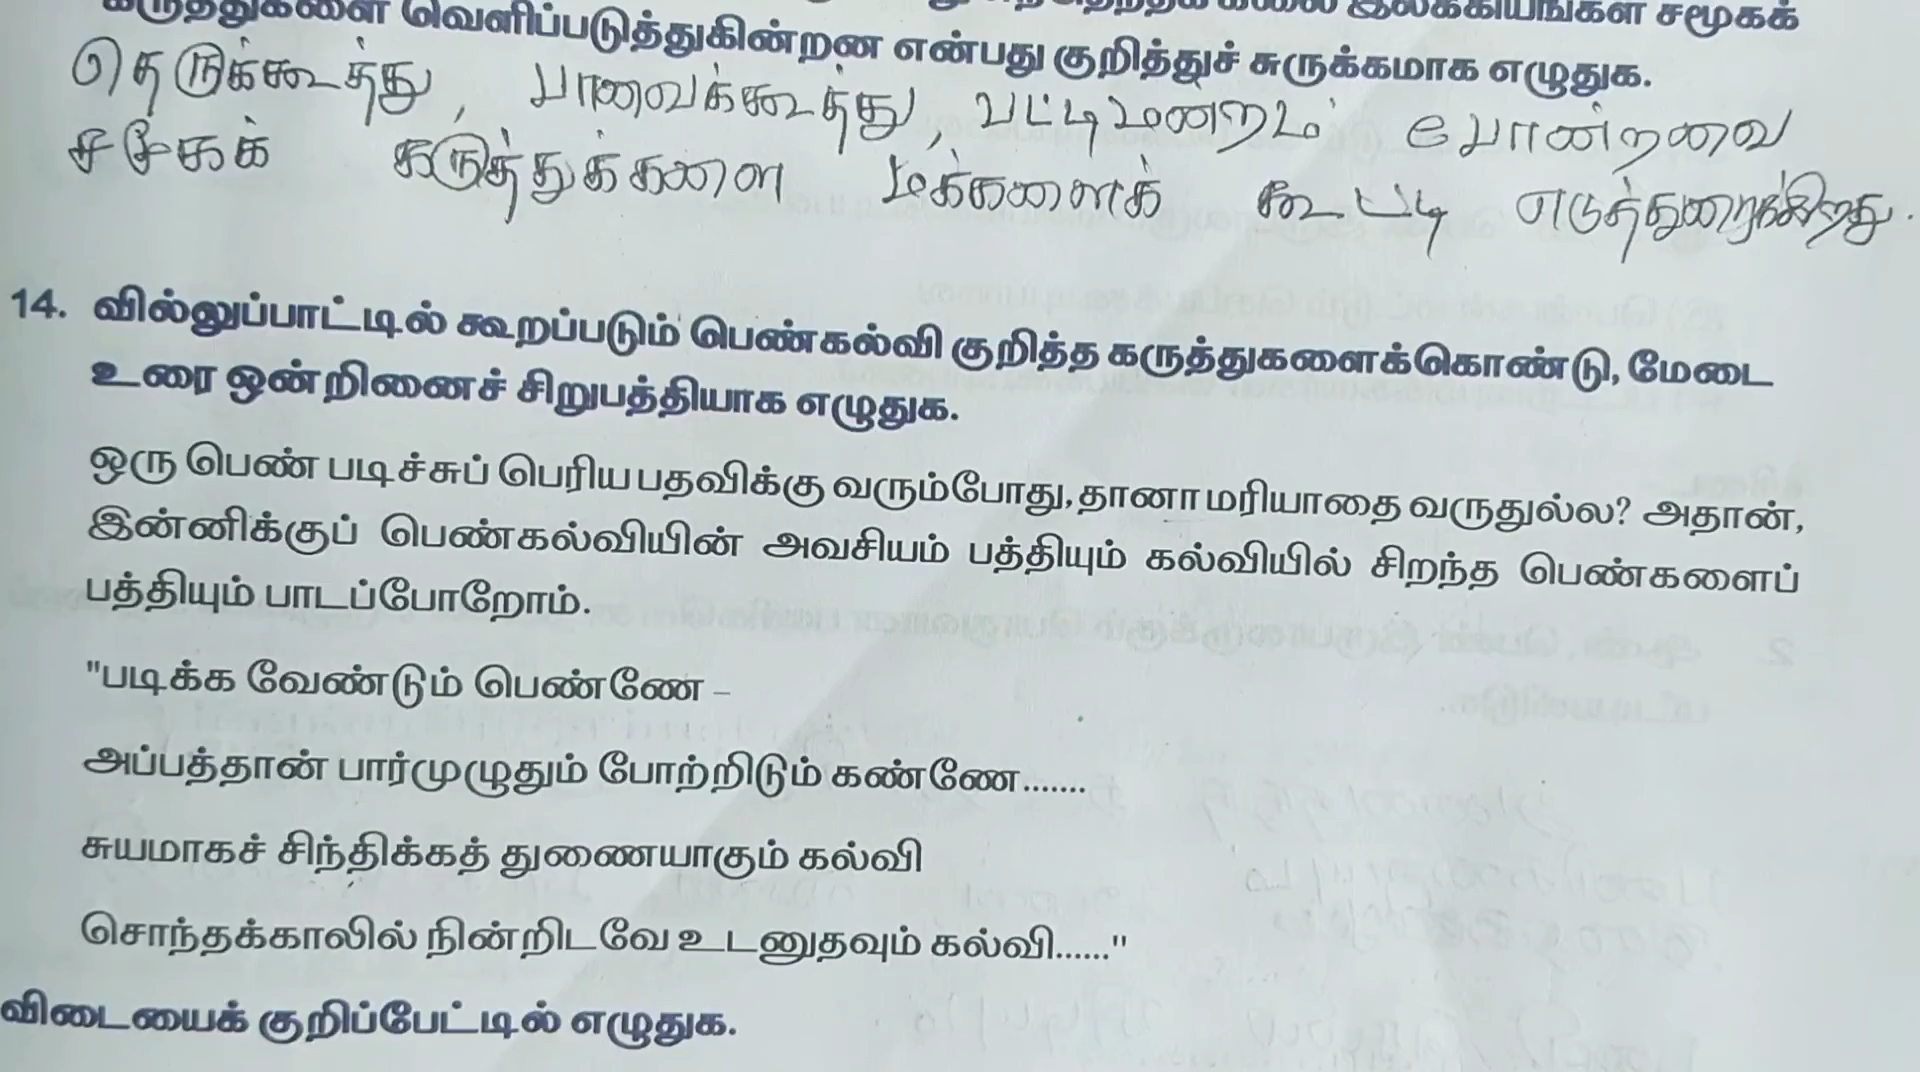 கருத்துகளை வெளிப்படுத்துகின்றன என்பது குறித்துச் சுருக்கமாக எழுதுக.
தெருக்கூத்து, பாவைக்கூத்து, பட்டிமன்றம் போன்றவை
கருத்துக்களை மக்களைக் கூட்டி எடுத்துரைக்கிறது.
14. வில்லுப்பாட்டில் கூறப்படும் பெண்கல்வி குறித்த கருத்துகளைக்கொண்டு, மேடை
உரை ஒன்றினைச் சிறுபத்தியாக எழுதுக.
ஒரு பெண் படிச்சுப் பெரிய பதவிக்கு வரும்போது, தானா மரியாதை வருதுல்ல? அதான்,
இன்னிக்குப் பெண்கல்வியின் அவசியம் பத்தியும் கல்வியில் சிறந்த பெண்களைப்
பத்தியும் பாடப்போறோம்.
"படிக்க வேண்டும் பெண்ணே –
அப்பத்தான் பார்முழுதும் போற்றிடும் கண்ணே.......
சுயமாகச் சிந்திக்கத் துணையாகும் கல்வி
சொந்தக்காலில் நின்றிடவே உடனுதவும் கல்வி......"
விடையைக் குறிப்பேட்டில் எழுதுக.